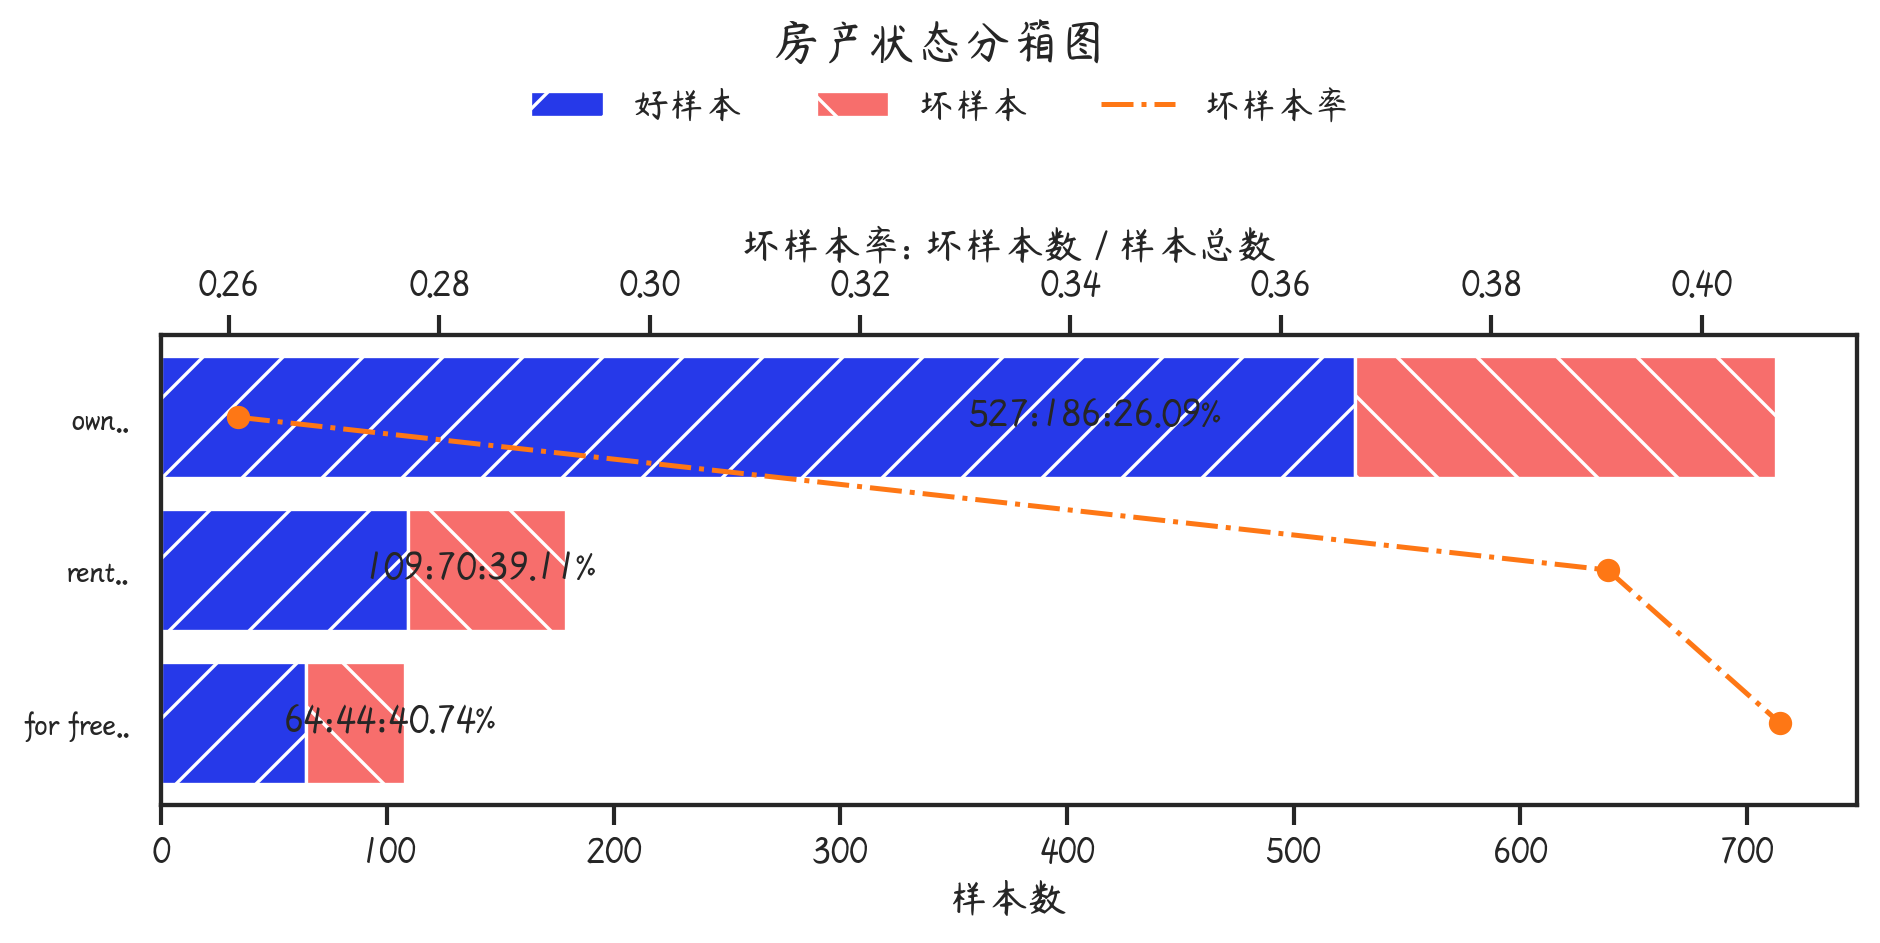 房产状态分箱图
好样本 坏样本 坏样本率
坏样本率: 坏样本数 / 样本总数
0.26 0.28 0.30 0.32 0.34 0.36 0.38 0.40
own.. 527:186:26.09%
rent.. 109:70:39.11%
for free.. 64:44:40.74%
0 100 200 300 400 500 600 700
样本数